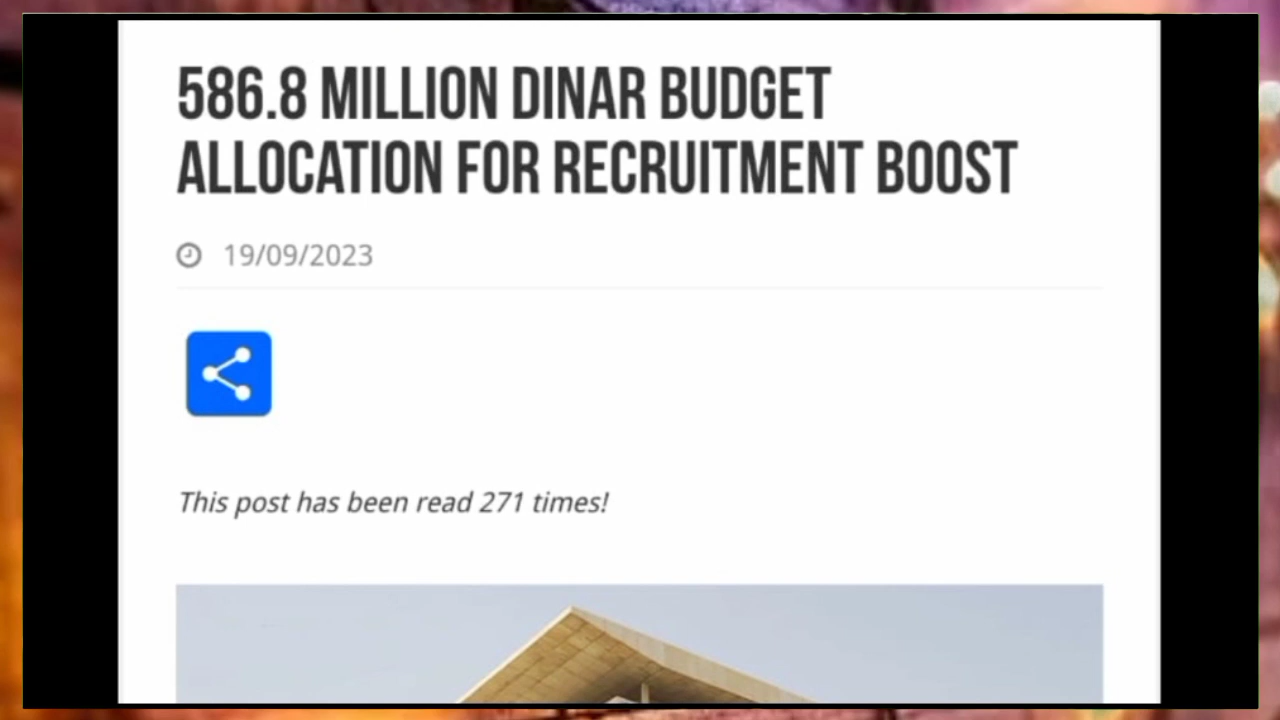 586.8 MILLION DINAR BUDGET
ALLOCATION FOR RECRUITMENT BOOST
19/09/2023
This post has been read 271 times!